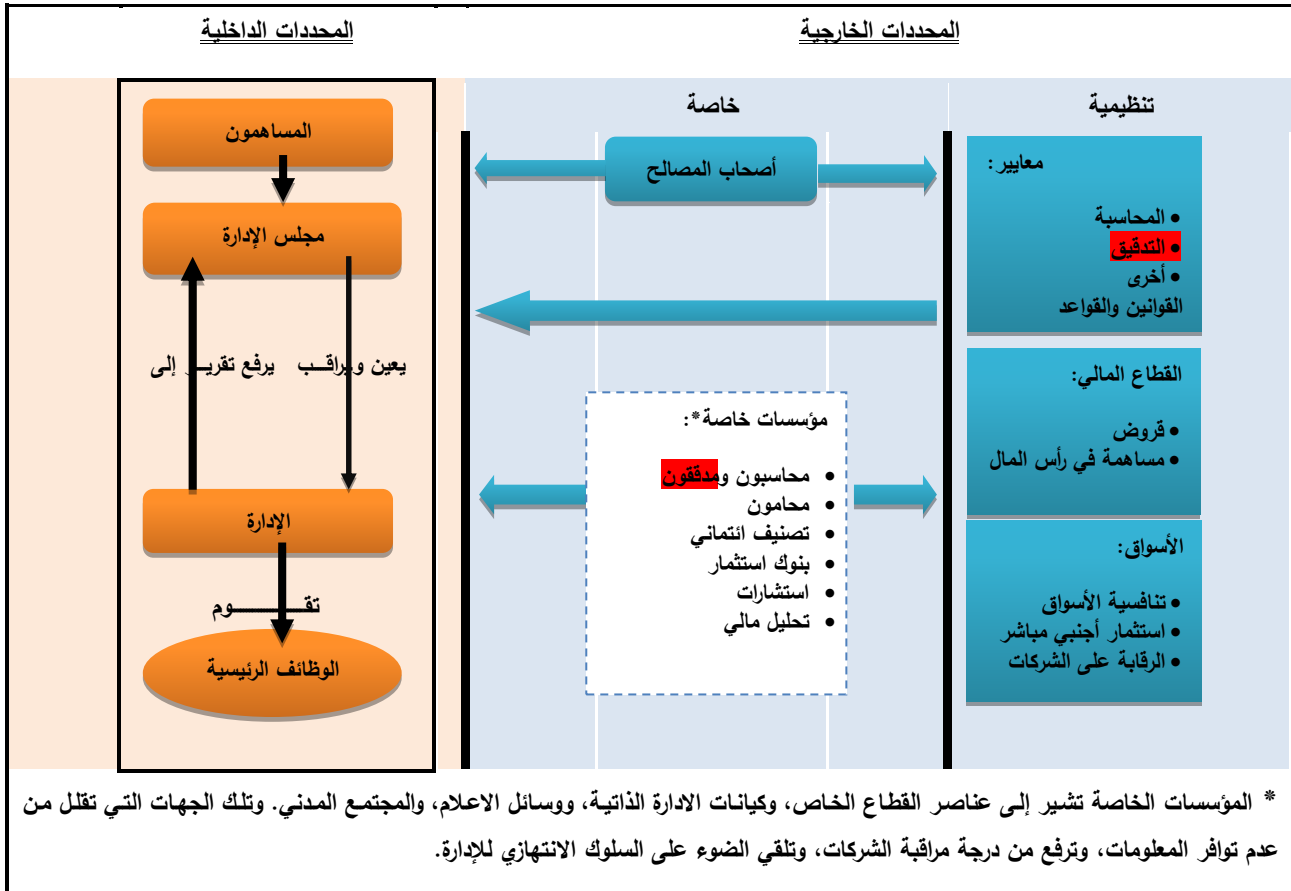 المحددات الخارجية
المحددات الداخلية
تنظيمية
خاصة
معايير:
• المحاسبة
• التدقيق
• أخرى
القوانين والقواعد
القطاع المالي:
• قروض
• مساهمة في رأس المال
الأسواق:
• تنافسية الأسواق
• استثمار أجنبي مباشر
• الرقابة على الشركات
أصحاب المصالح
مؤسسات خاصة*:
• محاسبون ومدققون
• محامون
• تصنيف ائتماني
• بنوك استثمار
• استشارات
• تحليل مالي
المساهمون
مجلس الإدارة
يعين ويراقـــب
يرفع تقريـــر إلى
الإدارة
تقـــــــوم
الوظائف الرئيسية
* المؤسسات الخاصة تشير إلى عناصر القطاع الخاص، وكيانات الادارة الذاتية، ووسائل الاعلام، والمجتمع المدني. وتلك الجهات التي تقلل من
عدم توافر المعلومات، وترفع من درجة مراقبة الشركات، وتلقي الضوء على السلوك الانتهازي للإدارة.